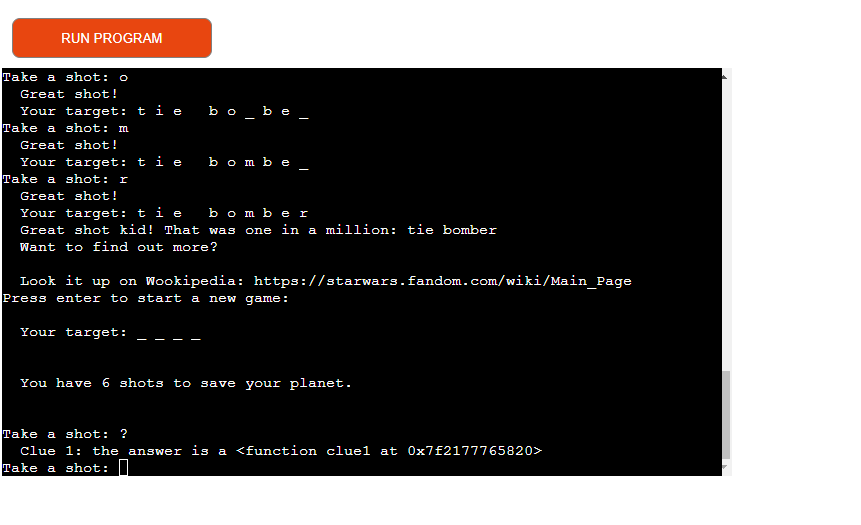 RUN PROGRAM
Take a shot: o
Great shot!
Your target: t i e   b o _ b e _
Take a shot: m
Great shot!
Your target: t i e   b o m b e _
Take a shot: r
Great shot!
Your target: t i e   b o m b e r
Great shot kid! That was one in a million: tie bomber
Want to find out more?
Look it up on Wookipedia: https://starwars.fandom.com/wiki/Main_Page
Press enter to start a new game:
Your target: _ _ _ _
You have 6 shots to save your planet.
Take a shot: ?
Clue 1: the answer is a <function clue1 at 0x7f2177765820>
Take a shot: